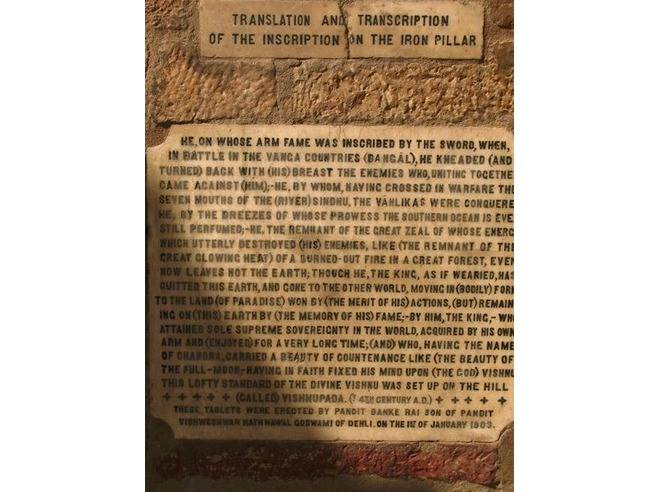 TRANSLATION AND TRANSCRIPTION
OF THE INSCRIPTION ON THE IRON PILLAR
HE, ON WHOSE ARM FAME WAS INSCRIBED BY THE SWORD, WHEN,
IN BATTLE IN THE VANGA COUNTRIES (BANGAL), HE KNEADED (AND
TURNED) BACK WITH (HIS) BREAST THE ENEMIES WHO, UNITING TOGETHE
CAME AGAINST (HIM);-HE, BY WHOM, HAVING CROSSED IN WARFARE THE
SEVEN MOUTHS OF THE (RIVER) SINDHU, THE VAHLIKAS WERE CONQUERE
HE, BY THE BREEZES OF WHOSE PROWESS THE SOUTHERN OCEAN IS EVE
STILL PERFUMED;-HE, THE REMNANT OF THE GREAT ZEAL OF WHOSE ENERG
WHICH UTTERLY DESTROYED (HIS) ENEMIES, LIKE (THE REMNANT OF THE
GREAT GLOWING HEAT) OF A BURNED-OUT FIRE IN A GREAT FOREST, EVEN
NOW LEAVES NOT THE EARTH; THOUGH HE, THE KING, AS IF WEARIED, HAS
QUITTED THIS EARTH, AND GONE TO THE OTHER WORLD, MOVING IN (BODILY) FORM
TO THE LAND (OF PARADISE) WON BY (THE MERIT OF HIS) ACTIONS, (BUT) REMAIN-
ING ON (THIS) EARTH BY (THE MEMORY OF HIS) FAME;-BY HIM, THE KING,-WHO
ATTAINED SOLE SUPREME SOVEREIGNTY IN THE WORLD, ACQUIRED BY HIS OWN
ARM AND (ENJOYED) FOR A VERY LONG TIME; (AND) WHO, HAVING THE NAME
OF CHANDRA, CARRIED A BEAUTY OF COUNTENANCE LIKE (THE BEAUTY OF
THE FULL-MOON,-HAVING IN FAITH FIXED HIS MIND UPON (THE GOD) VISHNU
THIS LOFTY STANDARD OF THE DIVINE VISHNU WAS SET UP ON THE HILL
(CALLED) VISHNUPADA. (? 4TH CENTURY A.D.)
THESE TABLETS WERE ERECTED BY PANDIT BANKE RAI SON OF PANDIT
VISHWESHWAR NATH NAWAL GOSWAMI OF DEHLI. ON THE 1ST OF JANUARY 1903.